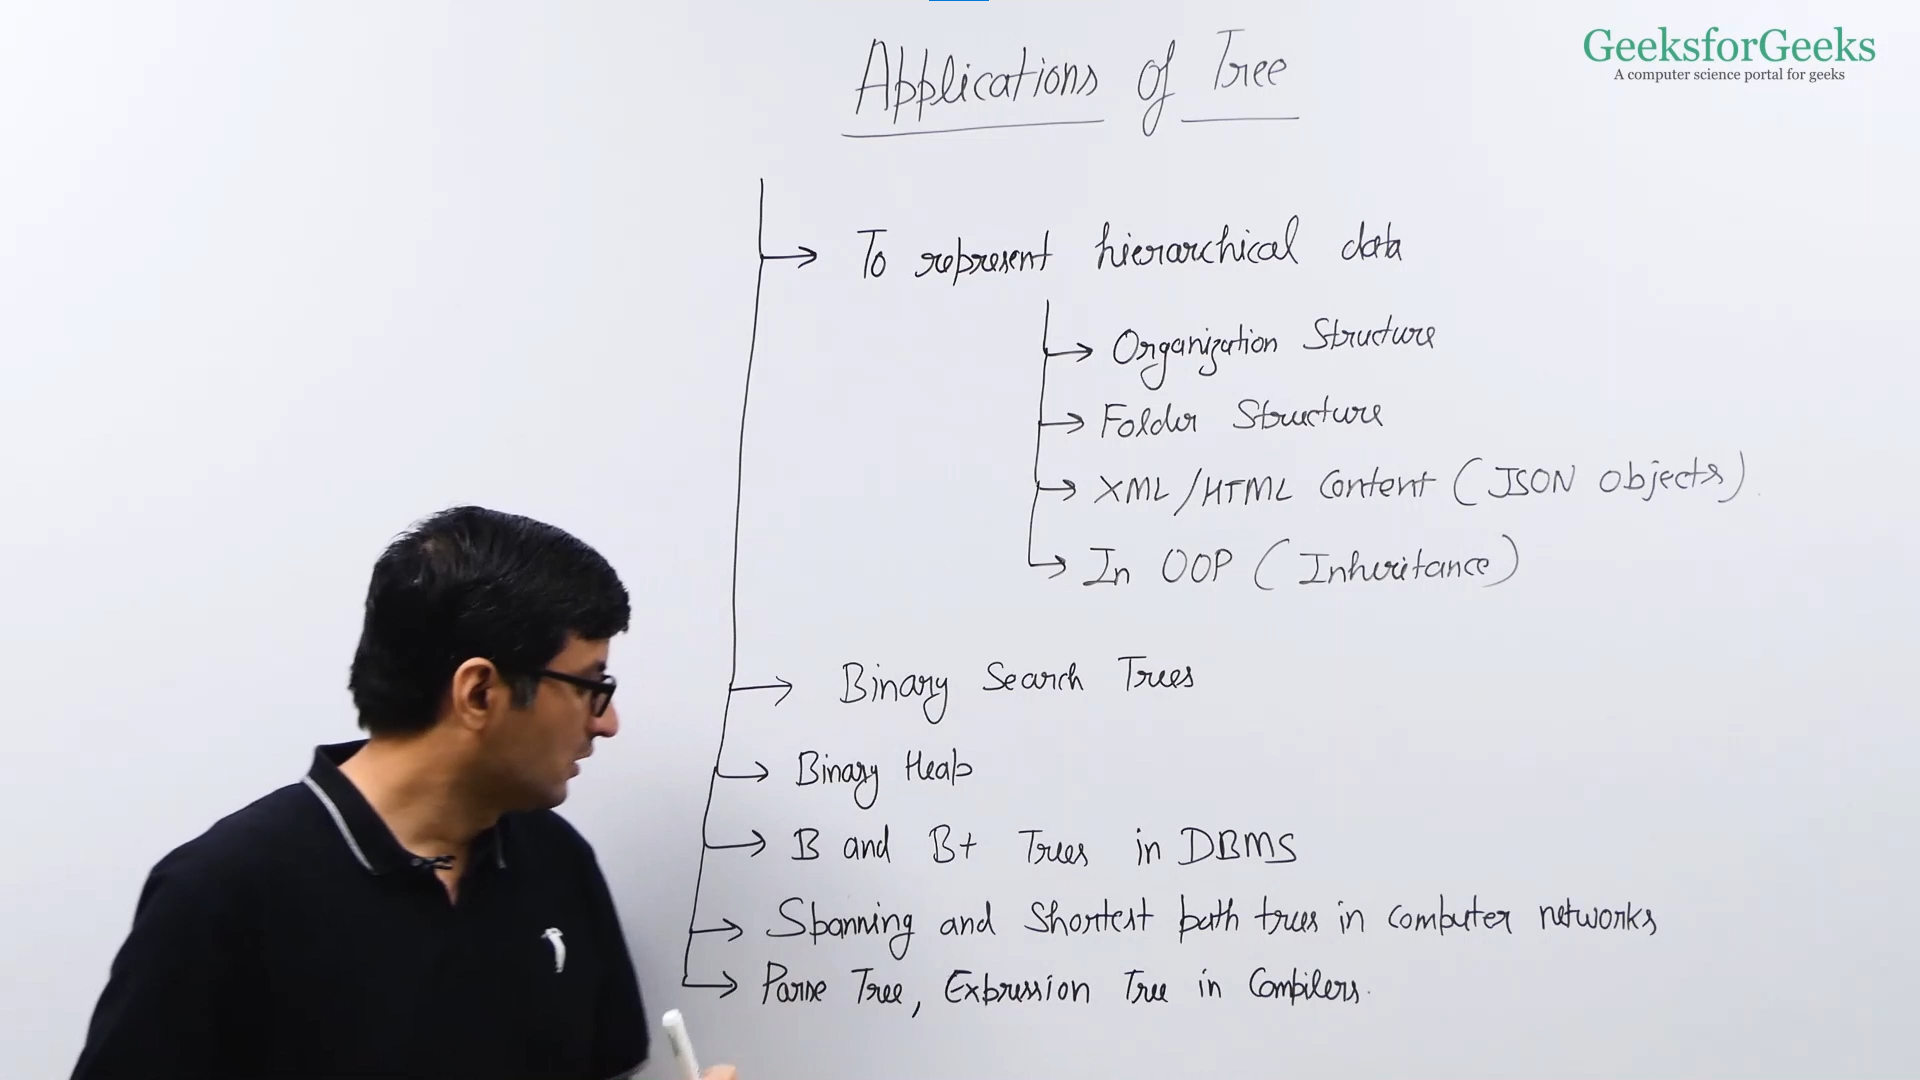 GeeksforGeeks
A computer science portal for geeks
Applications of Tree
To represent hierarchical data
Organization Structure
Folder Structure
XML/HTML Content (JSON Objects)
In OOP (Inheritance)
Binary Search Trees
Binary Heap
B and B+ Trees in DBMS
Spanning and Shortest path trees in computer networks
Parse Tree, Expression Tree in Compilers.